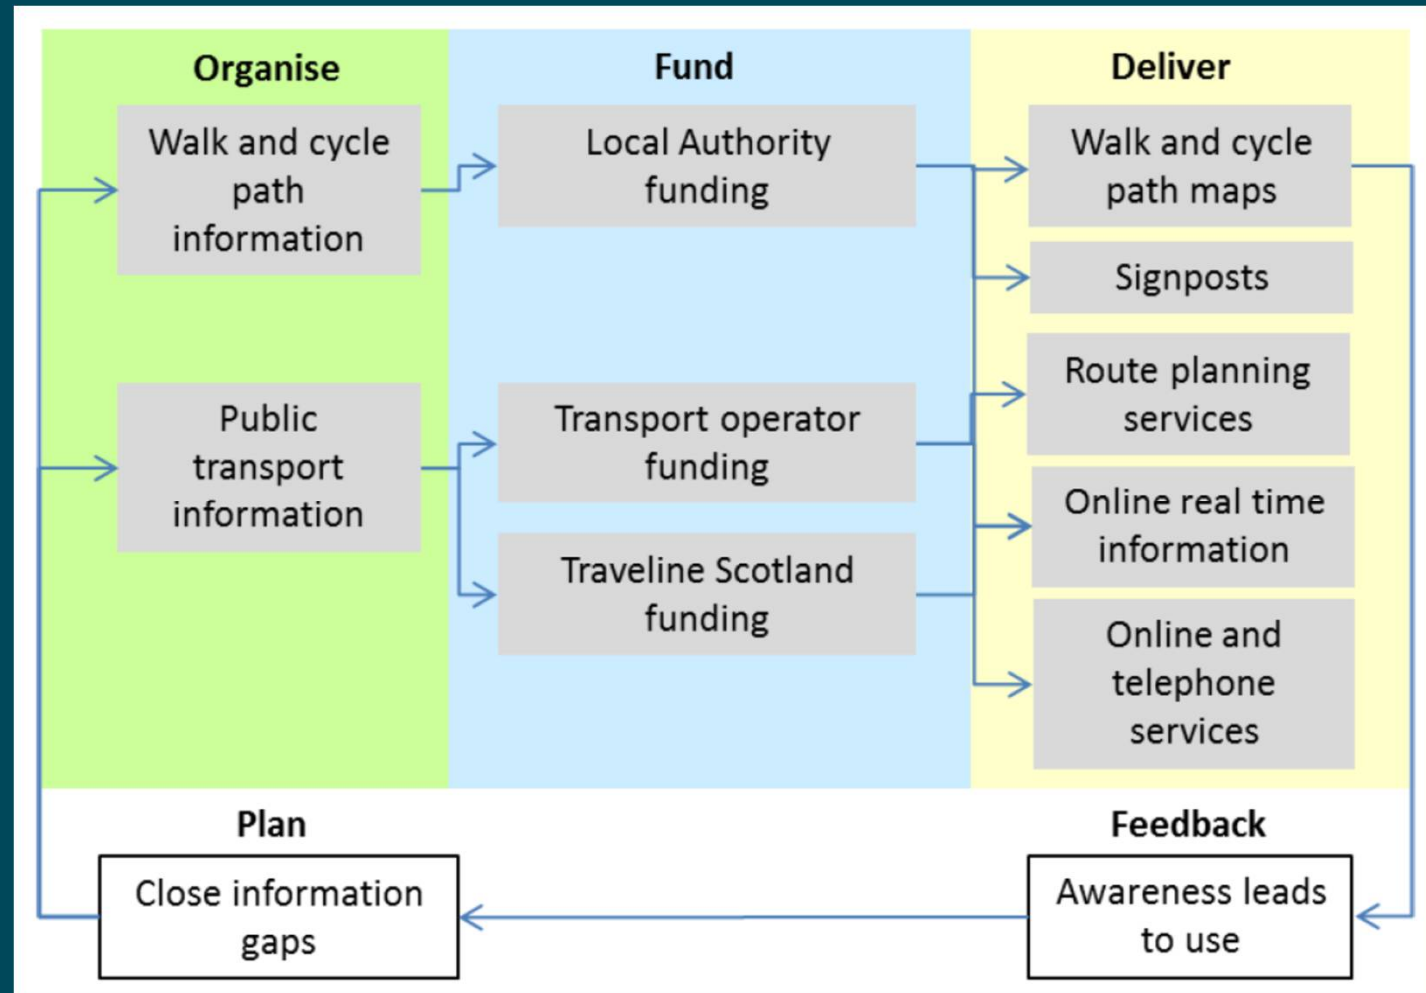 Organise
Walk and cycle
path
information
Public
transport
information
Fund
Local Authority
funding
Transport operator
funding
Traveline Scotland
funding
Deliver
Walk and cycle
path maps
Signposts
Route planning
services
Online real time
information
Online and
telephone
services
Plan
Close information
gaps
Feedback
Awareness leads
to use